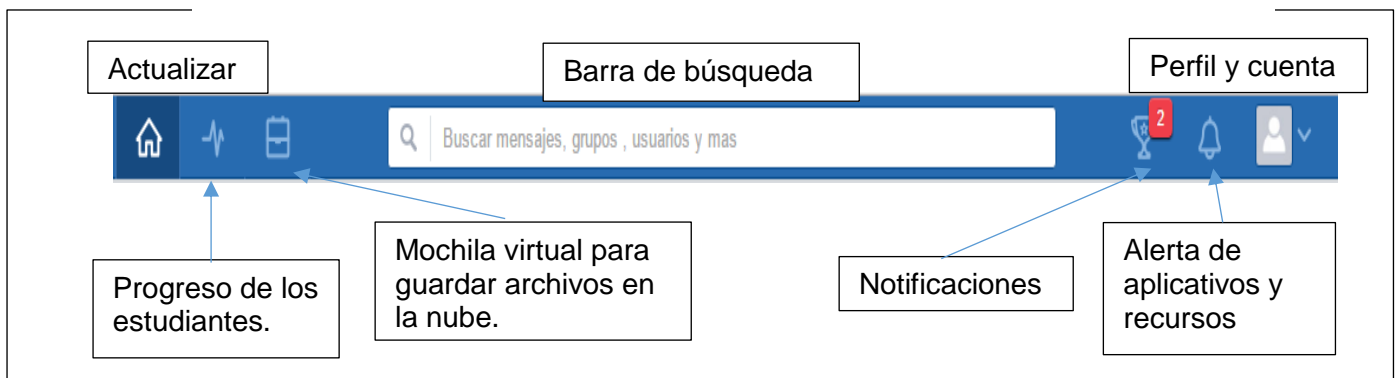 Actualizar
Barra de búsqueda
Perfil y cuenta
Buscar mensajes, grupos , usuarios y mas
2
Progreso de los
estudiantes.
Mochila virtual para
guardar archivos en
la nube.
Notificaciones
Alerta de
aplicativos y
recursos